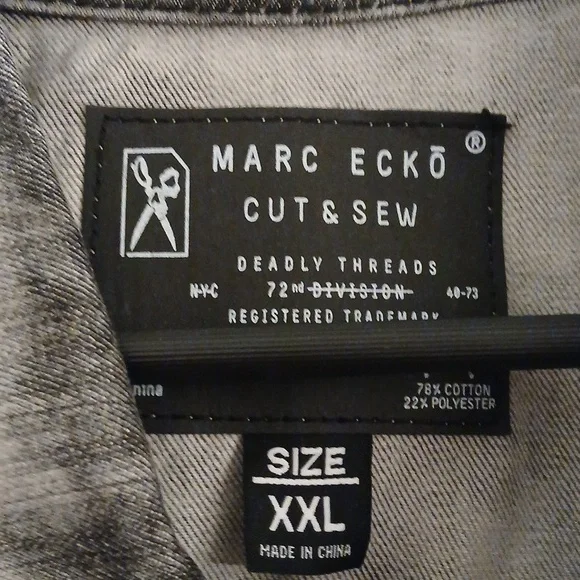 MARC ECKŌ ®
CUT & SEW
DEADLY THREADS
NYC 72nd DIVISION 40-73
REGISTERED TRADEMARK
78% COTTON
22% POLYESTER
SIZE
XXL
MADE IN CHINA